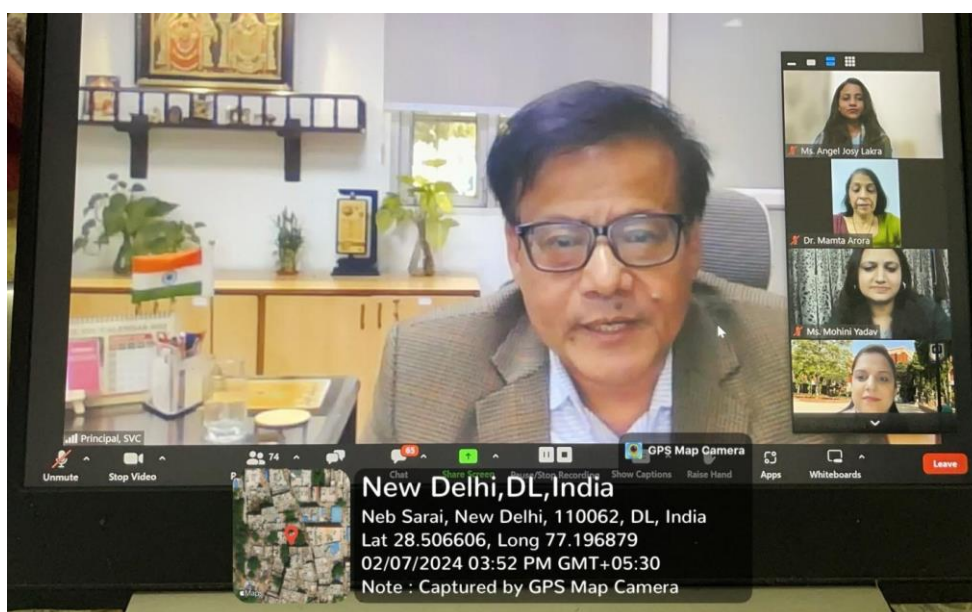 Ms. Angel Josy Lakra
Dr. Mamta Arora
Ms. Mohini Yadav
Principal, SVC
Unmute
Stop Video
74
65
Chat
Share Screen
Pause/Stop Recording
Show Captions
Raise Hand
Apps
Whiteboards
Leave
GPS Map Camera
New Delhi,DL,India
Neb Sarai, New Delhi, 110062, DL, India
Lat 28.506606, Long 77.196879
02/07/2024 03:52 PM GMT+05:30
Note : Captured by GPS Map Camera
Maps